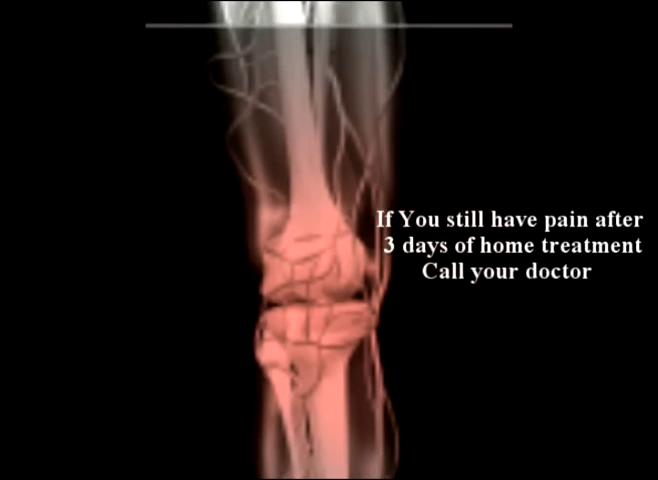 If You still have pain after
3 days of home treatment
Call your doctor